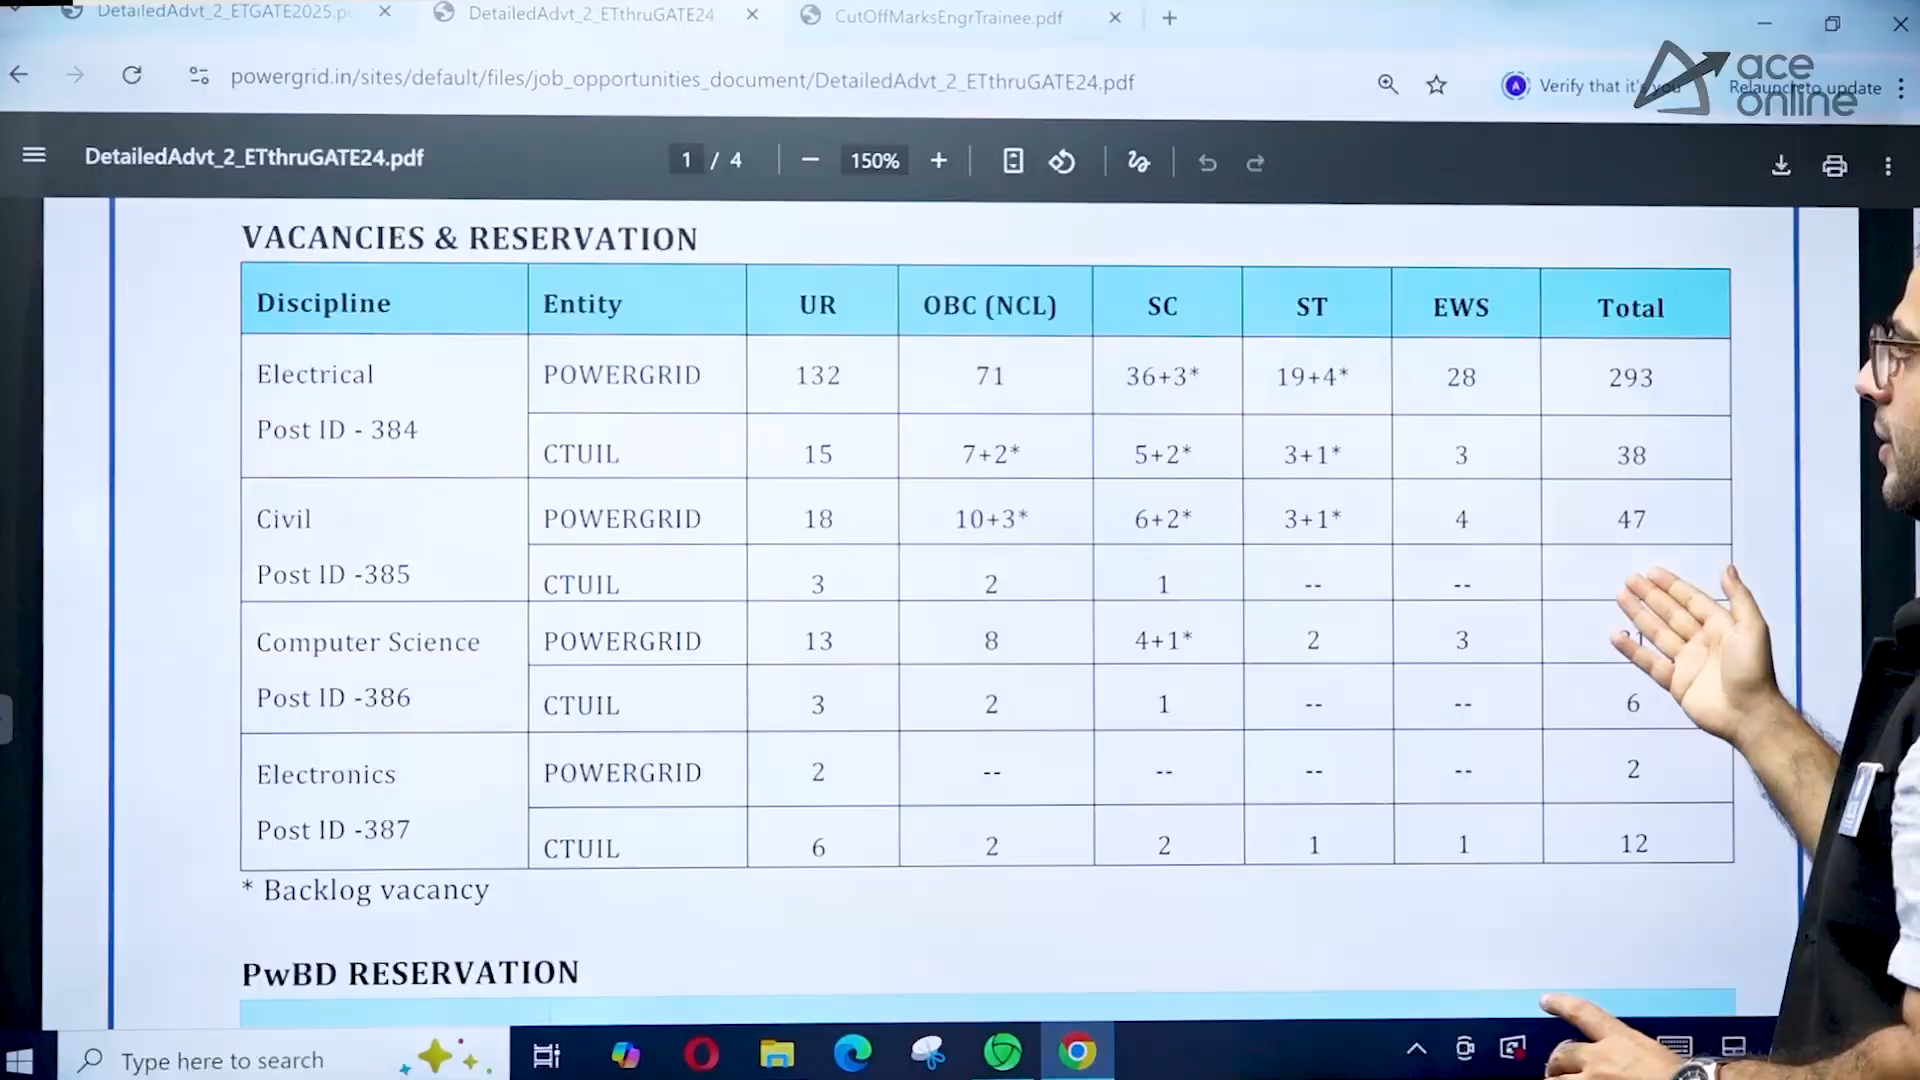 DetailedAdvt_2_ETGATE2025.p
DetailedAdvt_2_ETthruGATE24
CutOffMarksEngrTrainee.pdf
powergrid.in/sites/default/files/job_opportunities_document/DetailedAdvt_2_ETthruGATE24.pdf
Verify that it's you
Relaunch to update
ace
online
DetailedAdvt_2_ETthruGATE24.pdf
1 / 4
150%
VACANCIES & RESERVATION
Discipline Entity UR OBC (NCL) SC ST EWS Total
Electrical POWERGRID 132 71 36+3* 19+4* 28 293
Post ID - 384
CTUIL 15 7+2* 5+2* 3+1* 3 38
Civil POWERGRID 18 10+3* 6+2* 3+1* 4 47
Post ID -385
CTUIL 3 2 1 -- --
Computer Science POWERGRID 13 8 4+1* 2 3
Post ID -386
CTUIL 3 2 1 -- -- 6
Electronics POWERGRID 2 -- -- -- -- 2
Post ID -387
CTUIL 6 2 2 1 1 12
* Backlog vacancy
PwBD RESERVATION
Type here to search